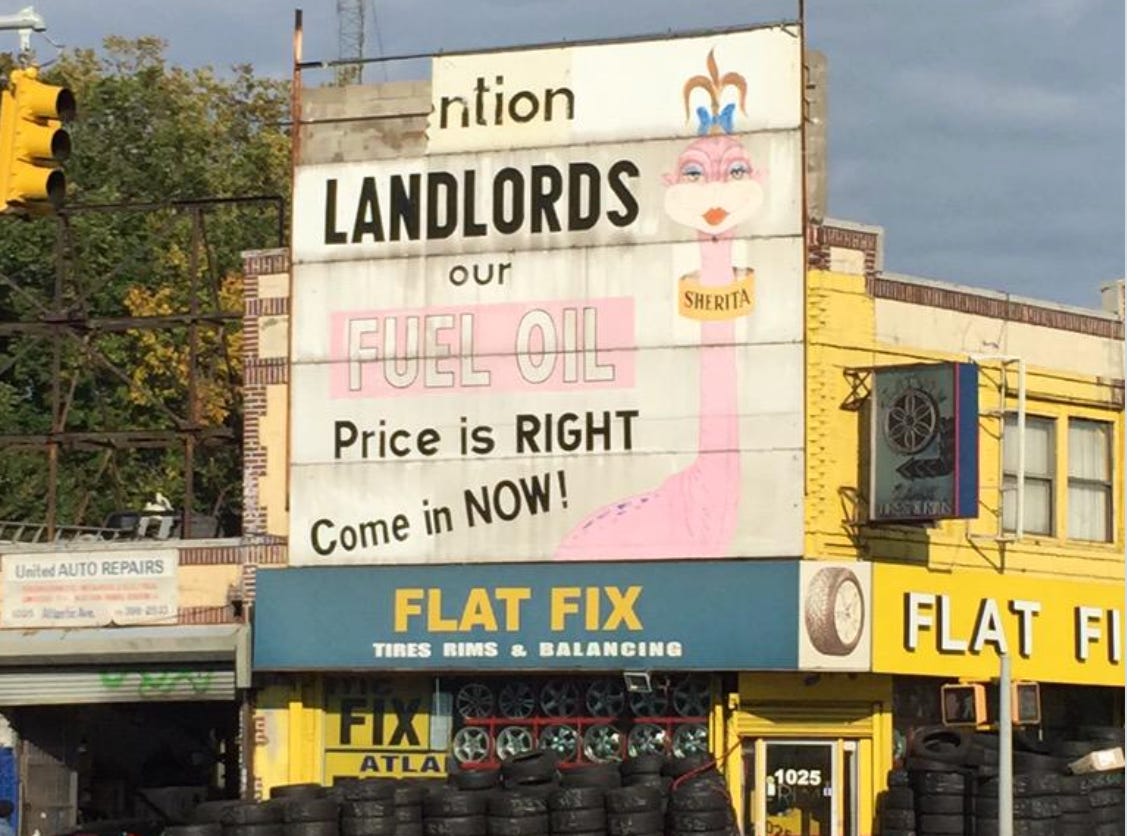 ntion
LANDLORDS
our
FUEL OIL
Price is RIGHT
Come in NOW!
SHERITA
United AUTO REPAIRS
FLAT FIX
TIRES RIMS & BALANCING
FLAT FI
FIX
ATLA
1025